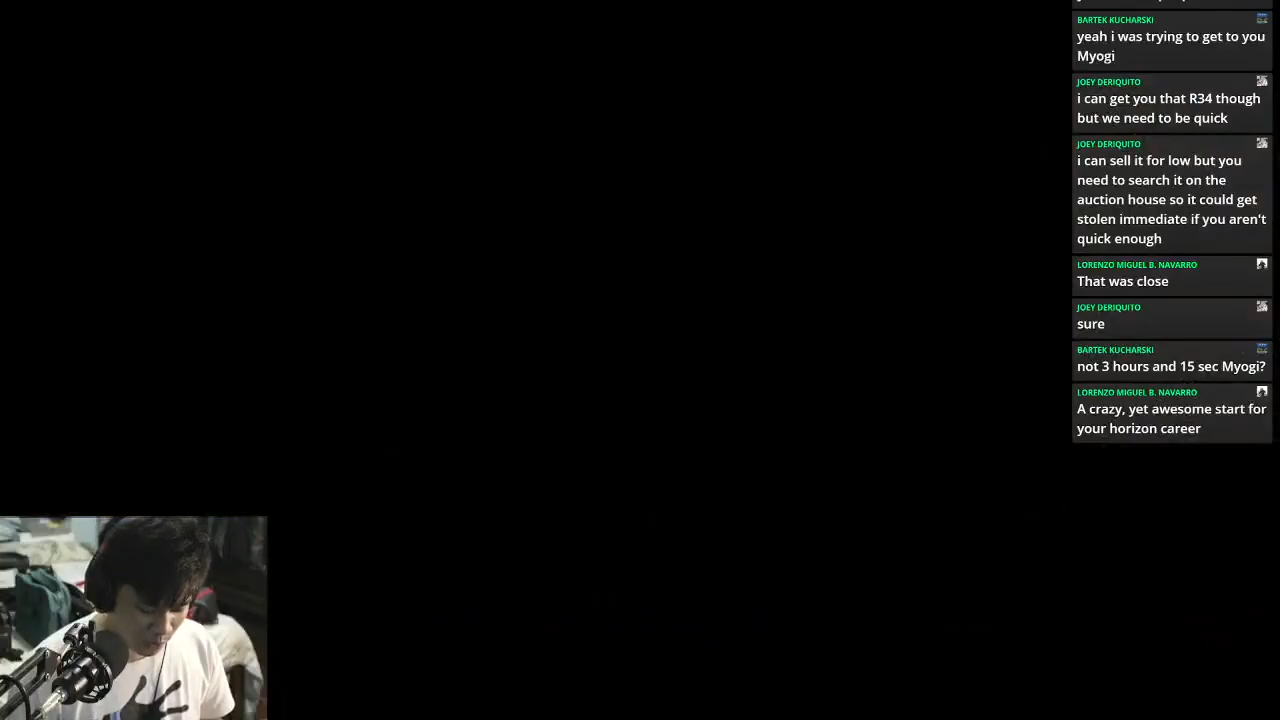 BARTEK KUCHARSKI
yeah i was trying to get to you
Myogi
JOEY DERIQUITO
i can get you that R34 though
but we need to be quick
JOEY DERIQUITO
i can sell it for low but you
need to search it on the
auction house so it could get
stolen immediate if you aren't
quick enough
LORENZO MIGUEL B. NAVARRO
That was close
JOEY DERIQUITO
sure
BARTEK KUCHARSKI
not 3 hours and 15 sec Myogi?
LORENZO MIGUEL B. NAVARRO
A crazy, yet awesome start for
your horizon career